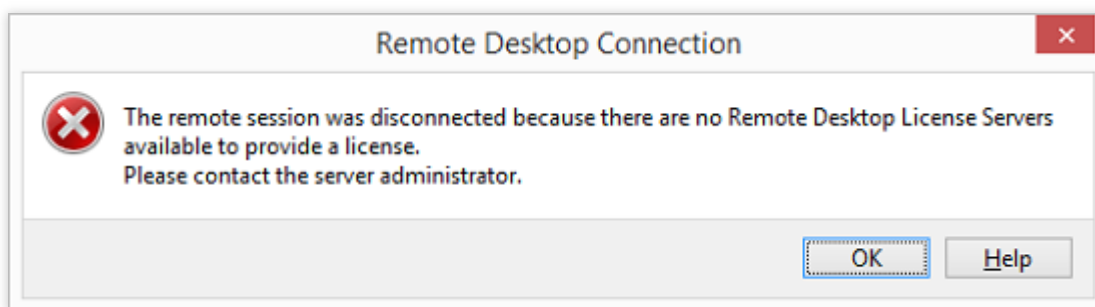 Remote Desktop Connection
The remote session was disconnected because there are no Remote Desktop License Servers
available to provide a license.
Please contact the server administrator.
OK
Help